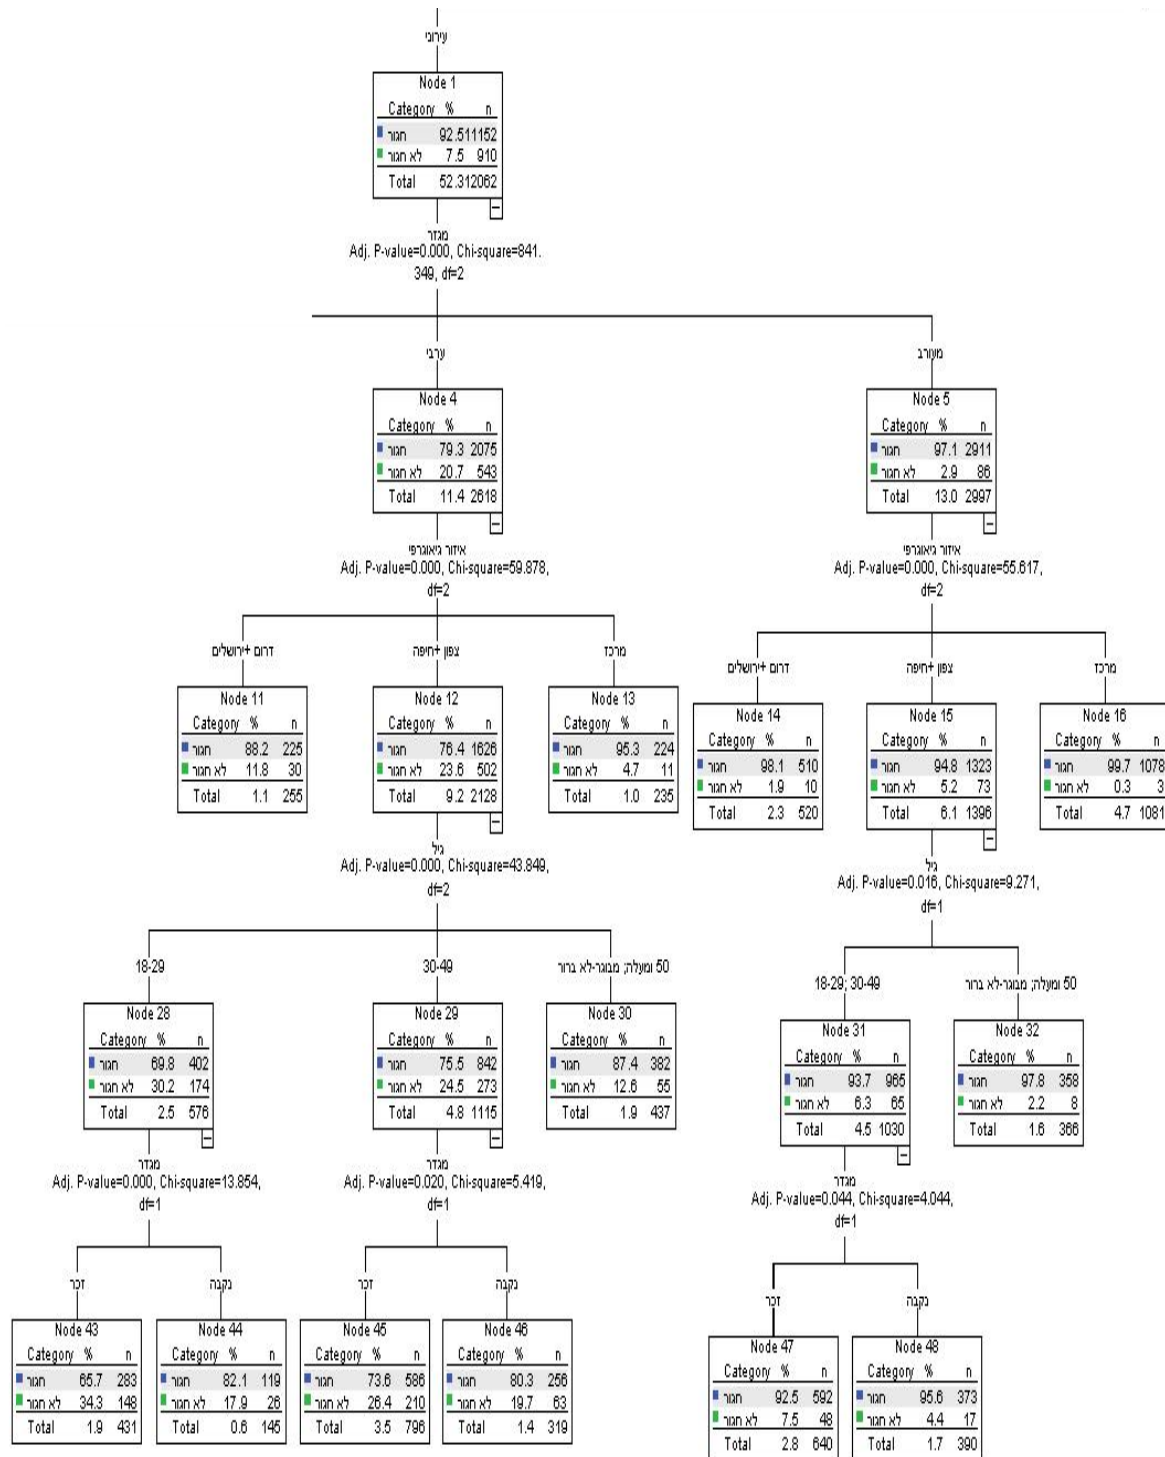 עירוני
Node 1
Category % n
חגור 92.5 11152
לא חגור 7.5 910
Total 52.3 12062
מגזר
Adj. P-value=0.000, Chi-square=841.
349, df=2
ערבי
מעורב
Node 4
Category % n
חגור 79.3 2075
לא חגור 20.7 543
Total 11.4 2618
Node 5
Category % n
חגור 97.1 2911
לא חגור 2.9 86
Total 13.0 2997
איזור גיאוגרפי
Adj. P-value=0.000, Chi-square=59.878,
df=2
איזור גיאוגרפי
Adj. P-value=0.000, Chi-square=55.617,
df=2
דרום +ירושלים
צפון +חיפה
מרכז
דרום +ירושלים
צפון +חיפה
מרכז
Node 11
Category % n
חגור 88.2 225
לא חגור 11.8 30
Total 1.1 255
Node 12
Category % n
חגור 76.4 1626
לא חגור 23.6 502
Total 9.2 2128
Node 13
Category % n
חגור 95.3 224
לא חגור 4.7 11
Total 1.0 235
Node 14
Category % n
חגור 98.1 510
לא חגור 1.9 10
Total 2.3 520
Node 15
Category % n
חגור 94.8 1323
לא חגור 5.2 73
Total 6.1 1396
Node 16
Category % n
חגור 99.7 1078
לא חגור 0.3 3
Total 4.7 1081
גיל
Adj. P-value=0.000, Chi-square=43.849,
df=2
גיל
Adj. P-value=0.016, Chi-square=9.271,
df=1
18-29
30-49
50 ומעלה; מבוגר-לא ברור
18-29; 30-49
50 ומעלה; מבוגר-לא ברור
Node 28
Category % n
חגור 69.8 402
לא חגור 30.2 174
Total 2.5 576
Node 29
Category % n
חגור 75.5 842
לא חגור 24.5 273
Total 4.8 1115
Node 30
Category % n
חגור 87.4 382
לא חגור 12.6 55
Total 1.9 437
Node 31
Category % n
חגור 93.7 965
לא חגור 6.3 65
Total 4.5 1030
Node 32
Category % n
חגור 97.8 358
לא חגור 2.2 8
Total 1.6 366
מגדר
Adj. P-value=0.000, Chi-square=13.854,
df=1
מגדר
Adj. P-value=0.020, Chi-square=5.419,
df=1
מגדר
Adj. P-value=0.044, Chi-square=4.044,
df=1
זכר
נקבה
זכר
נקבה
זכר
נקבה
Node 43
Category % n
חגור 65.7 283
לא חגור 34.3 148
Total 1.9 431
Node 44
Category % n
חגור 82.1 119
לא חגור 17.9 26
Total 0.6 145
Node 45
Category % n
חגור 73.6 586
לא חגור 26.4 210
Total 3.5 796
Node 46
Category % n
חגור 80.3 256
לא חגור 19.7 63
Total 1.4 319
Node 47
Category % n
חגור 92.5 592
לא חגור 7.5 48
Total 2.8 640
Node 48
Category % n
חגור 95.6 373
לא חגור 4.4 17
Total 1.7 390